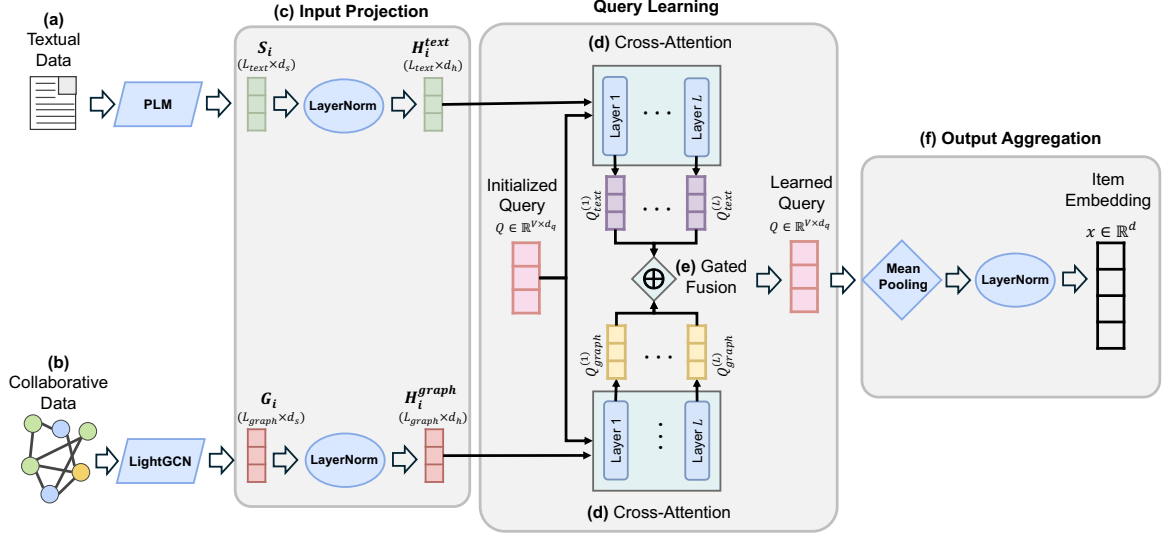 (a)
Textual
Data
PLM
(b)
Collaborative
Data
LightGCN
(c) Input Projection
S_i
(L_text×d_s)
LayerNorm
H_i^text
(L_text×d_h)
G_i
(L_graph×d_s)
LayerNorm
H_i^graph
(L_graph×d_h)
Query Learning
(d) Cross-Attention
Layer 1
...
Layer L
Q_text^(1)
...
Q_text^(L)
Initialized
Query
Q ∈ ℝ^{V×d_q}
⊕
(e) Gated
Fusion
Q_graph^(1)
...
Q_graph^(L)
Layer 1
...
Layer L
(d) Cross-Attention
Learned
Query
Q ∈ ℝ^{V×d_q}
(f) Output Aggregation
Mean
Pooling
LayerNorm
Item
Embedding
x ∈ ℝ^d